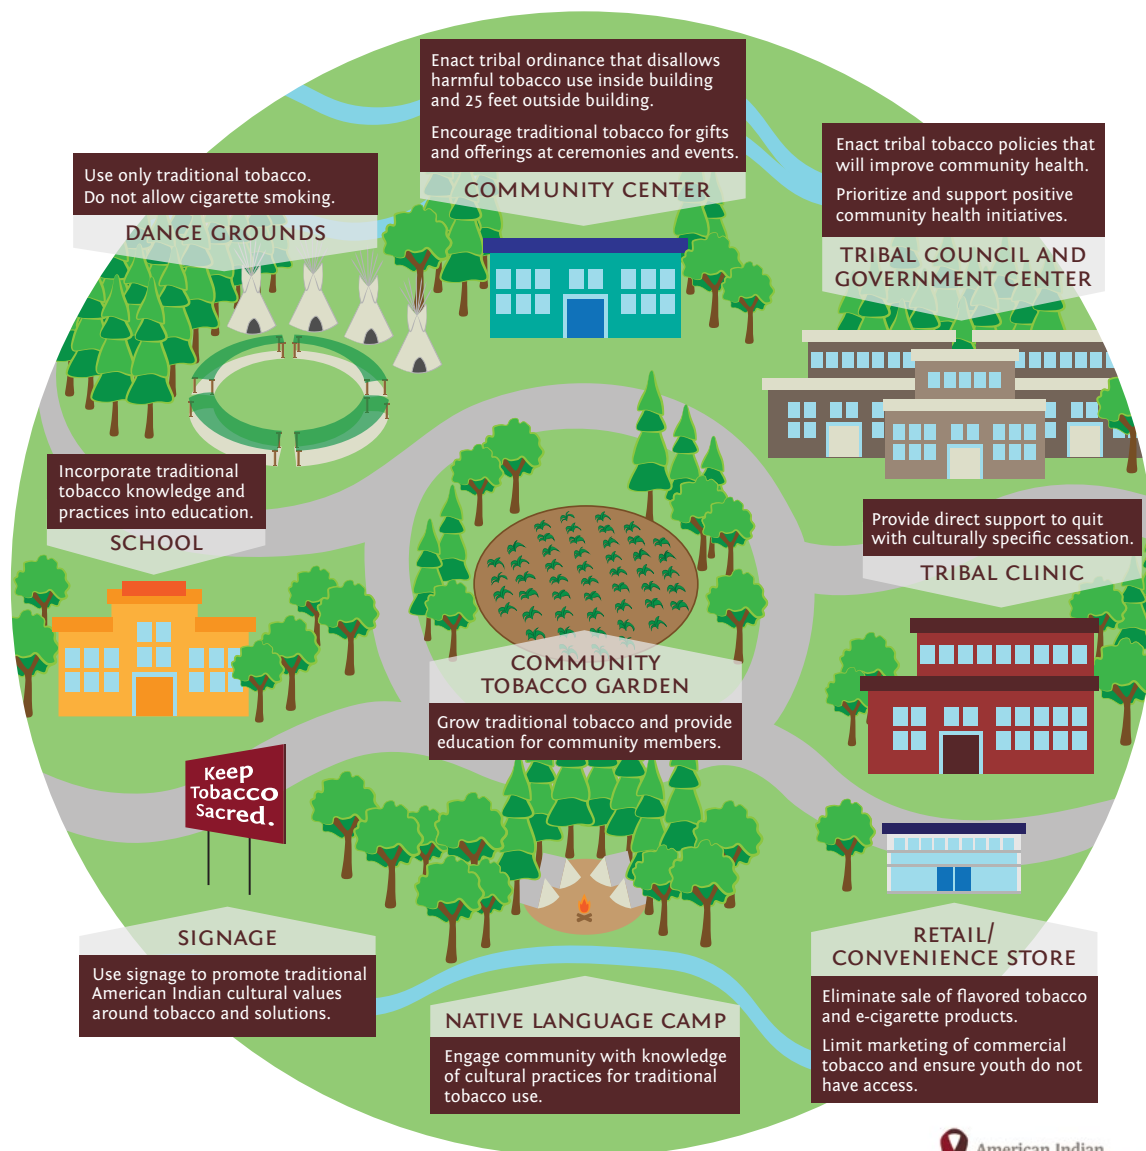 Enact tribal ordinance that disallows
harmful tobacco use inside building
and 25 feet outside building.
Encourage traditional tobacco for gifts
and offerings at ceremonies and events.
COMMUNITY CENTER
Use only traditional tobacco.
Do not allow cigarette smoking.
DANCE GROUNDS
Enact tribal tobacco policies that
will improve community health.
Prioritize and support positive
community health initiatives.
TRIBAL COUNCIL AND
GOVERNMENT CENTER
Incorporate traditional
tobacco knowledge and
practices into education.
SCHOOL
Provide direct support to quit
with culturally specific cessation.
TRIBAL CLINIC
COMMUNITY
TOBACCO GARDEN
Grow traditional tobacco and provide
education for community members.
Keep
Tobacco
Sacred.
SIGNAGE
Use signage to promote traditional
American Indian cultural values
around tobacco and solutions.
NATIVE LANGUAGE CAMP
Engage community with knowledge
of cultural practices for traditional
tobacco use.
RETAIL/
CONVENIENCE STORE
Eliminate sale of flavored tobacco
and e-cigarette products.
Limit marketing of commercial
tobacco and ensure youth do not
have access.
American Indian